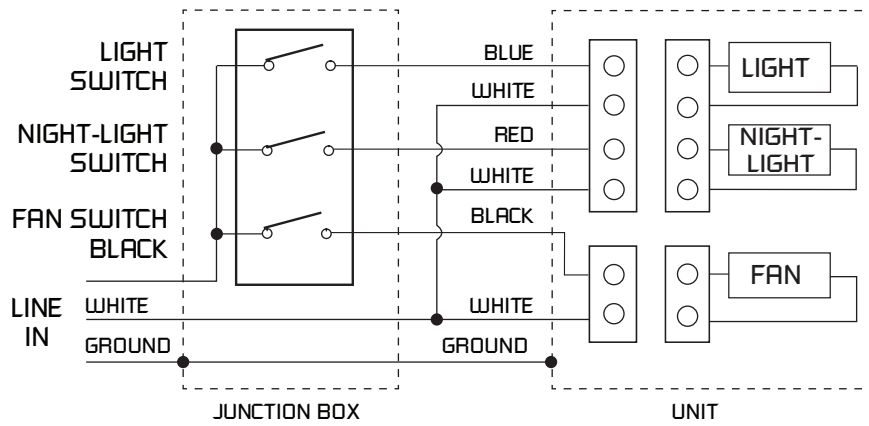 LIGHT
SWITCH
BLUE
WHITE
LIGHT
NIGHT-LIGHT
SWITCH
RED
WHITE
NIGHT-
LIGHT
FAN SWITCH
BLACK
BLACK
FAN
LINE
IN
WHITE
WHITE
GROUND
GROUND
JUNCTION BOX
UNIT